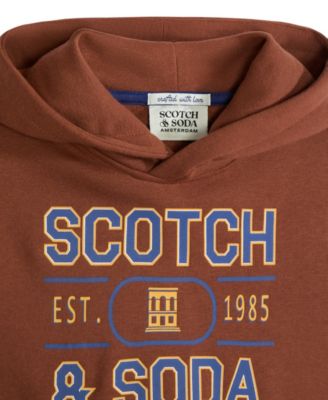 crafted with love
SCOTCH
& SODA
AMSTERDAM
SCOTCH
EST. 1985
& SODA